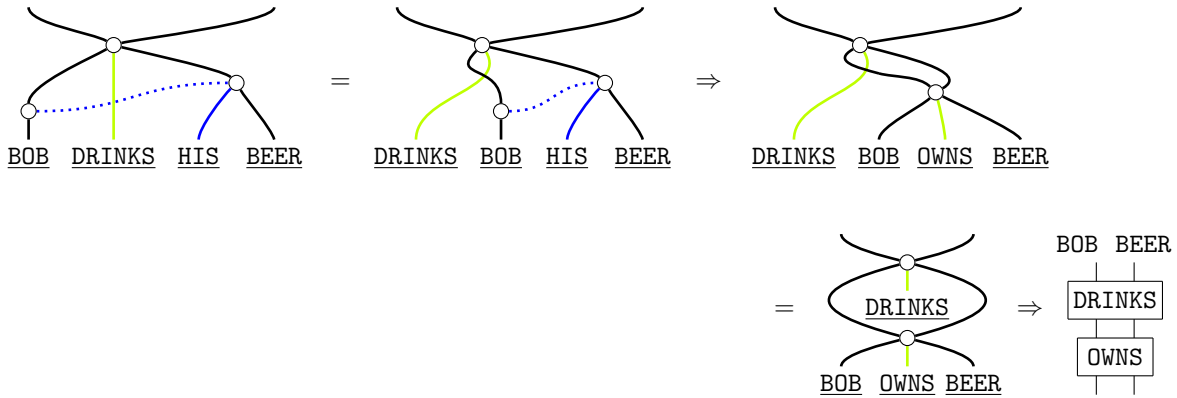 = ⇒
BOB DRINKS HIS BEER DRINKS BOB HIS BEER DRINKS BOB OWNS BEER
BOB BEER
= DRINKS ⇒ DRINKS
OWNS
BOB OWNS BEER